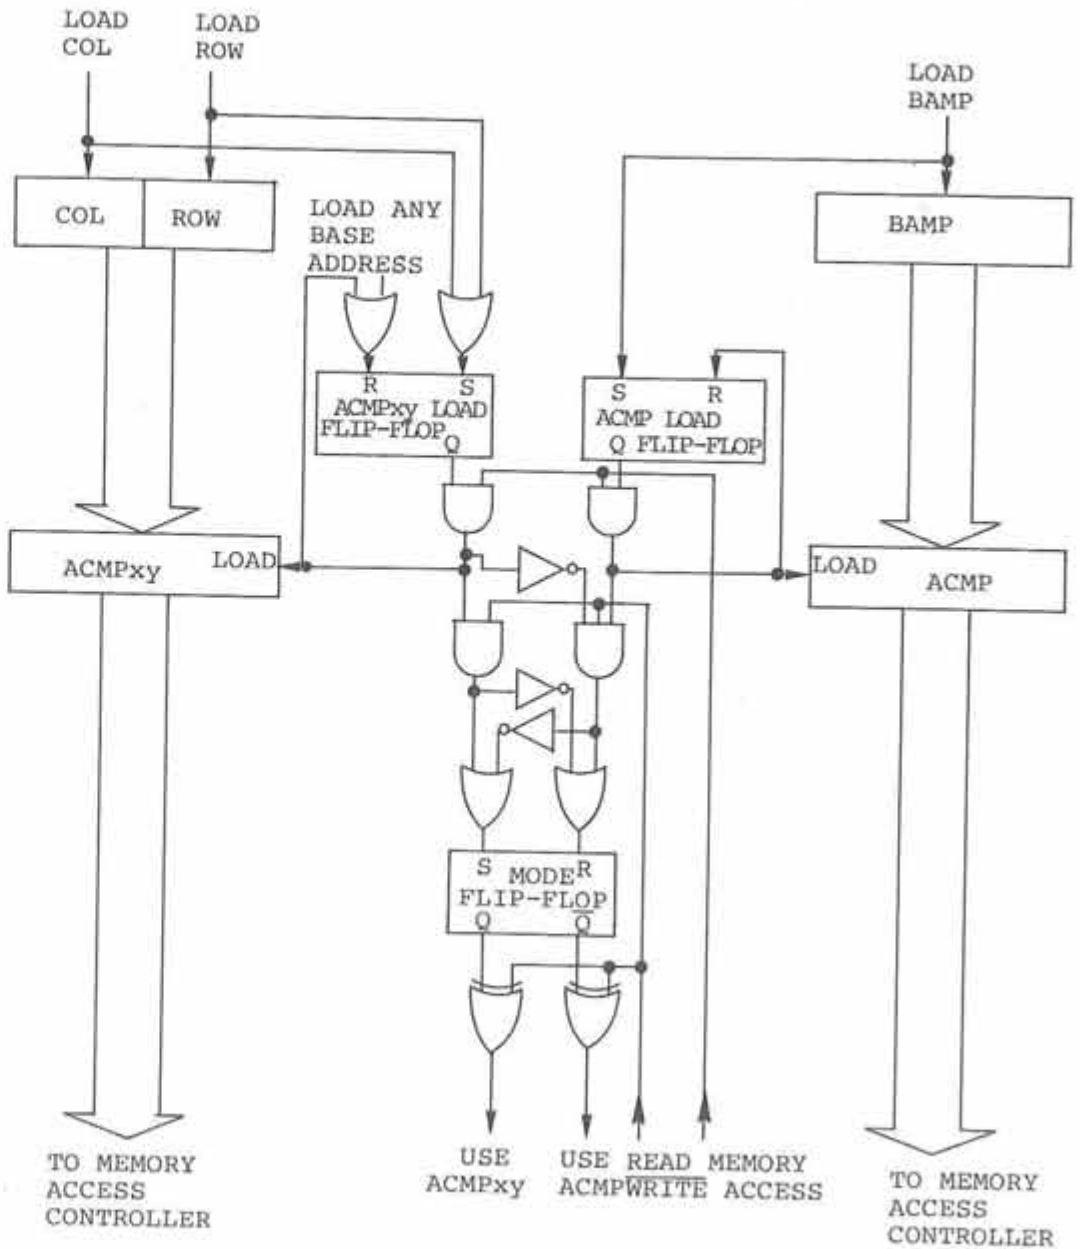 LOAD
COL
LOAD
ROW
LOAD
BAMP
COL
ROW
LOAD ANY
BASE
ADDRESS
BAMP
R
S
ACMPxy LOAD
FLIP-FLOP
Q
S
R
ACMP LOAD
Q FLIP-FLOP
ACMPxy
LOAD
LOAD
ACMP
S
MODE
R
FLIP-FLOP
Q
Q̅
USE
ACMPxy
USE
ACMP
READ
W̅R̅I̅T̅E̅
MEMORY
ACCESS
TO MEMORY
ACCESS
CONTROLLER
TO MEMORY
ACCESS
CONTROLLER